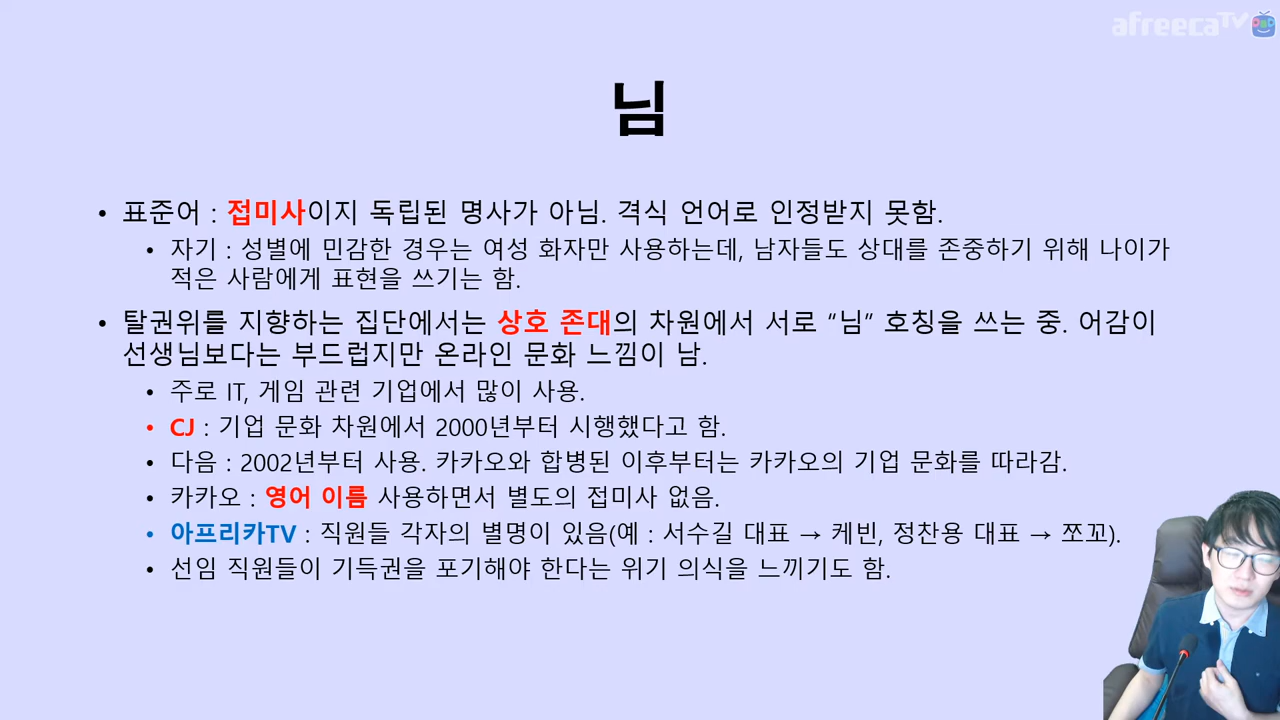 afreecaTV
님
• 표준어 : 접미사이지 독립된 명사가 아님. 격식 언어로 인정받지 못함.
• 자기 : 성별에 민감한 경우는 여성 화자만 사용하는데, 남자들도 상대를 존중하기 위해 나이가
적은 사람에게 표현을 쓰기는 함.
• 탈권위를 지향하는 집단에서는 상호 존대의 차원에서 서로 “님” 호칭을 쓰는 중. 어감이
선생님보다는 부드럽지만 온라인 문화 느낌이 남.
• 주로 IT, 게임 관련 기업에서 많이 사용.
• CJ : 기업 문화 차원에서 2000년부터 시행했다고 함.
• 다음 : 2002년부터 사용. 카카오와 합병된 이후부터는 카카오의 기업 문화를 따라감.
• 카카오 : 영어 이름 사용하면서 별도의 접미사 없음.
• 아프리카TV : 직원들 각자의 별명이 있음(예 : 서수길 대표 → 케빈, 정찬용 대표 → 쪼꼬).
• 선임 직원들이 기득권을 포기해야 한다는 위기 의식을 느끼기도 함.